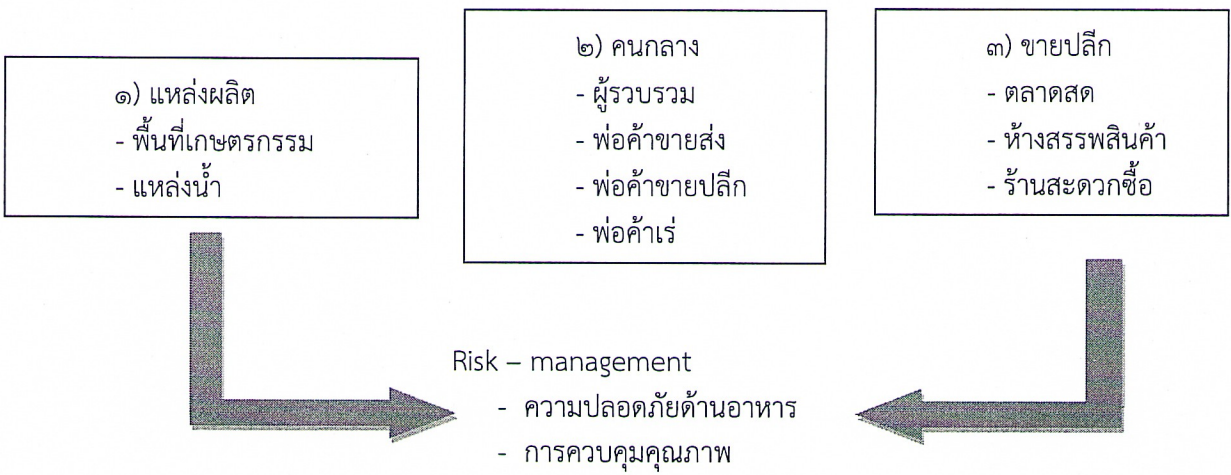 ๑) แหล่งผลิต
- พื้นที่เกษตรกรรม
- แหล่งน้ำ
๒) คนกลาง
- ผู้รวบรวม
- พ่อค้าขายส่ง
- พ่อค้าขายปลีก
- พ่อค้าเร่
๓) ขายปลีก
- ตลาดสด
- ห้างสรรพสินค้า
- ร้านสะดวกซื้อ
Risk – management
- ความปลอดภัยด้านอาหาร
- การควบคุมคุณภาพ